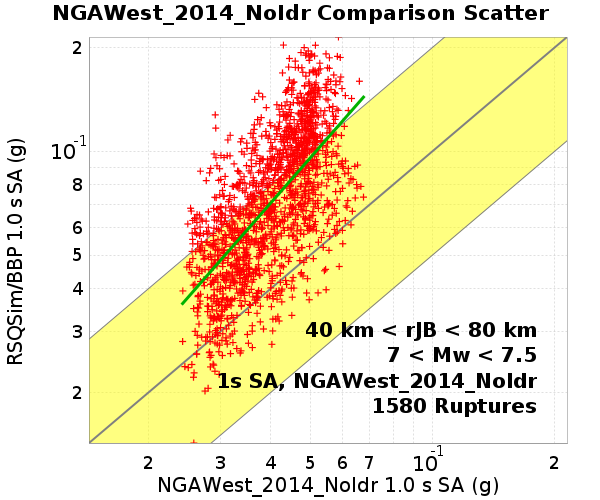 NGAWest_2014_NoIdr Comparison Scatter
2
10-1
8
7
6
5
4
3
2
RSQSim/BBP 1.0 s SA (g)
40 km < rJB < 80 km
7 < Mw < 7.5
1s SA, NGAWest_2014_NoIdr
1580 Ruptures
2 3 4 5 6 7 10-1 2
NGAWest_2014_NoIdr 1.0 s SA (g)